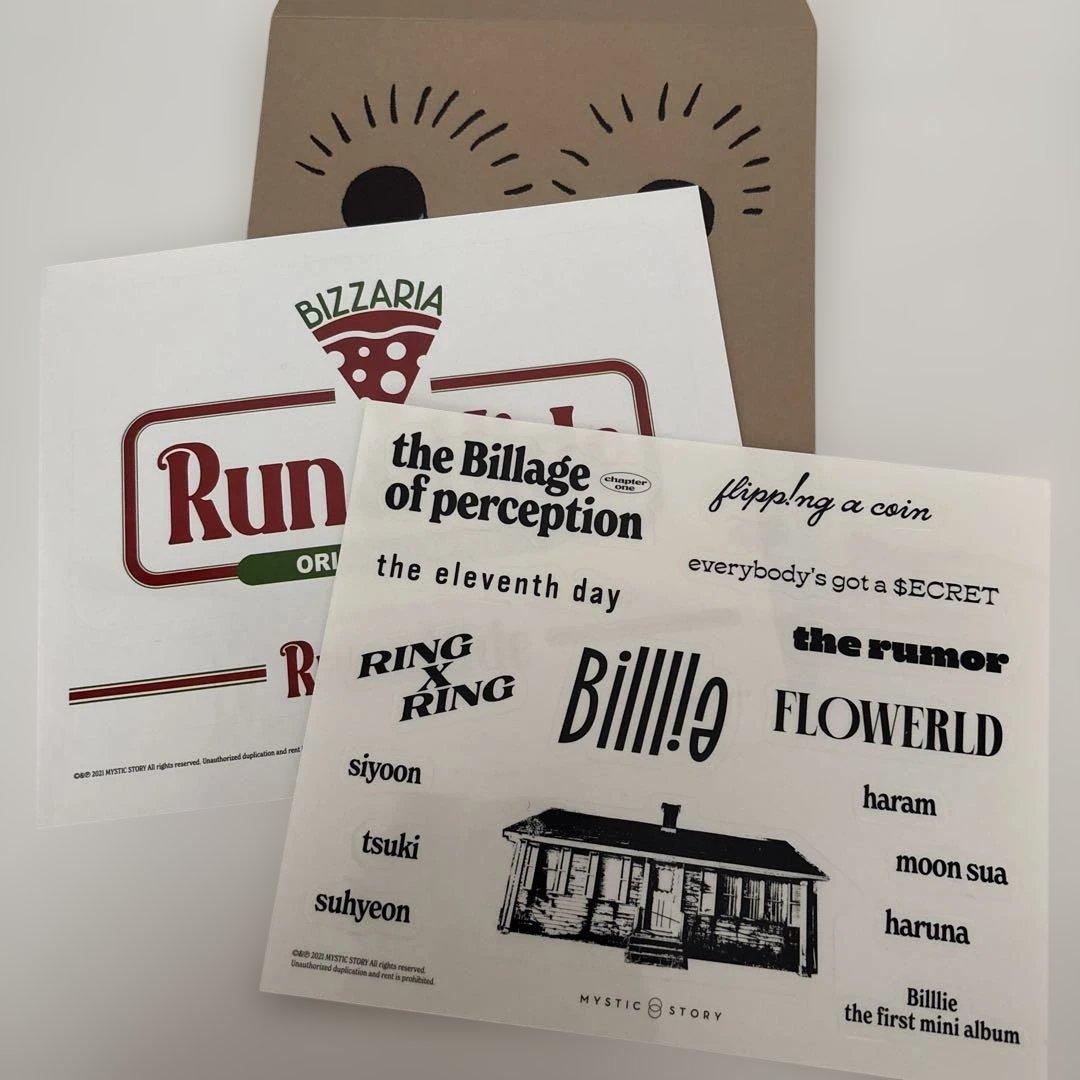 BIZZARIA
Run
ORI
R
©&℗ 2021 MYSTIC STORY All rights reserved. Unauthorized duplication and rent
the Billage
of perception
chapter
one
flipp!ng a coin
the eleventh day
everybody's got a $ECRET
the rumor
RING
X
RING
Billlie
FLOWERLD
siyoon
haram
tsuki
moon sua
suhyeon
haruna
©&℗ 2021 MYSTIC STORY All rights reserved.
Unauthorized duplication and rent is prohibited.
MYSTIC STORY
Billlie
the first mini album